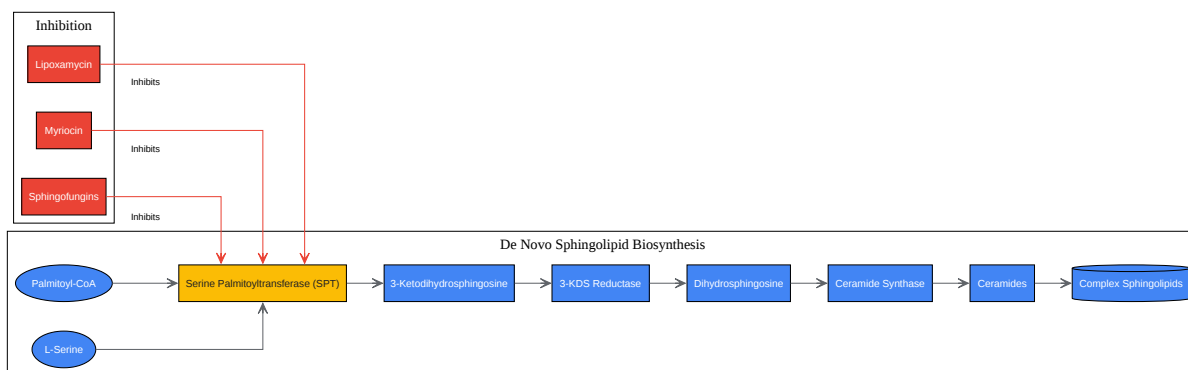 Inhibition
Lipoxamycin
Inhibits
Myriocin
Inhibits
Sphingofungins
Inhibits
De Novo Sphingolipid Biosynthesis
Palmitoyl-CoA
Serine Palmitoyltransferase (SPT)
3-Ketodihydrosphingosine
3-KDS Reductase
Dihydrosphingosine
Ceramide Synthase
Ceramides
Complex Sphingolipids
L-Serine